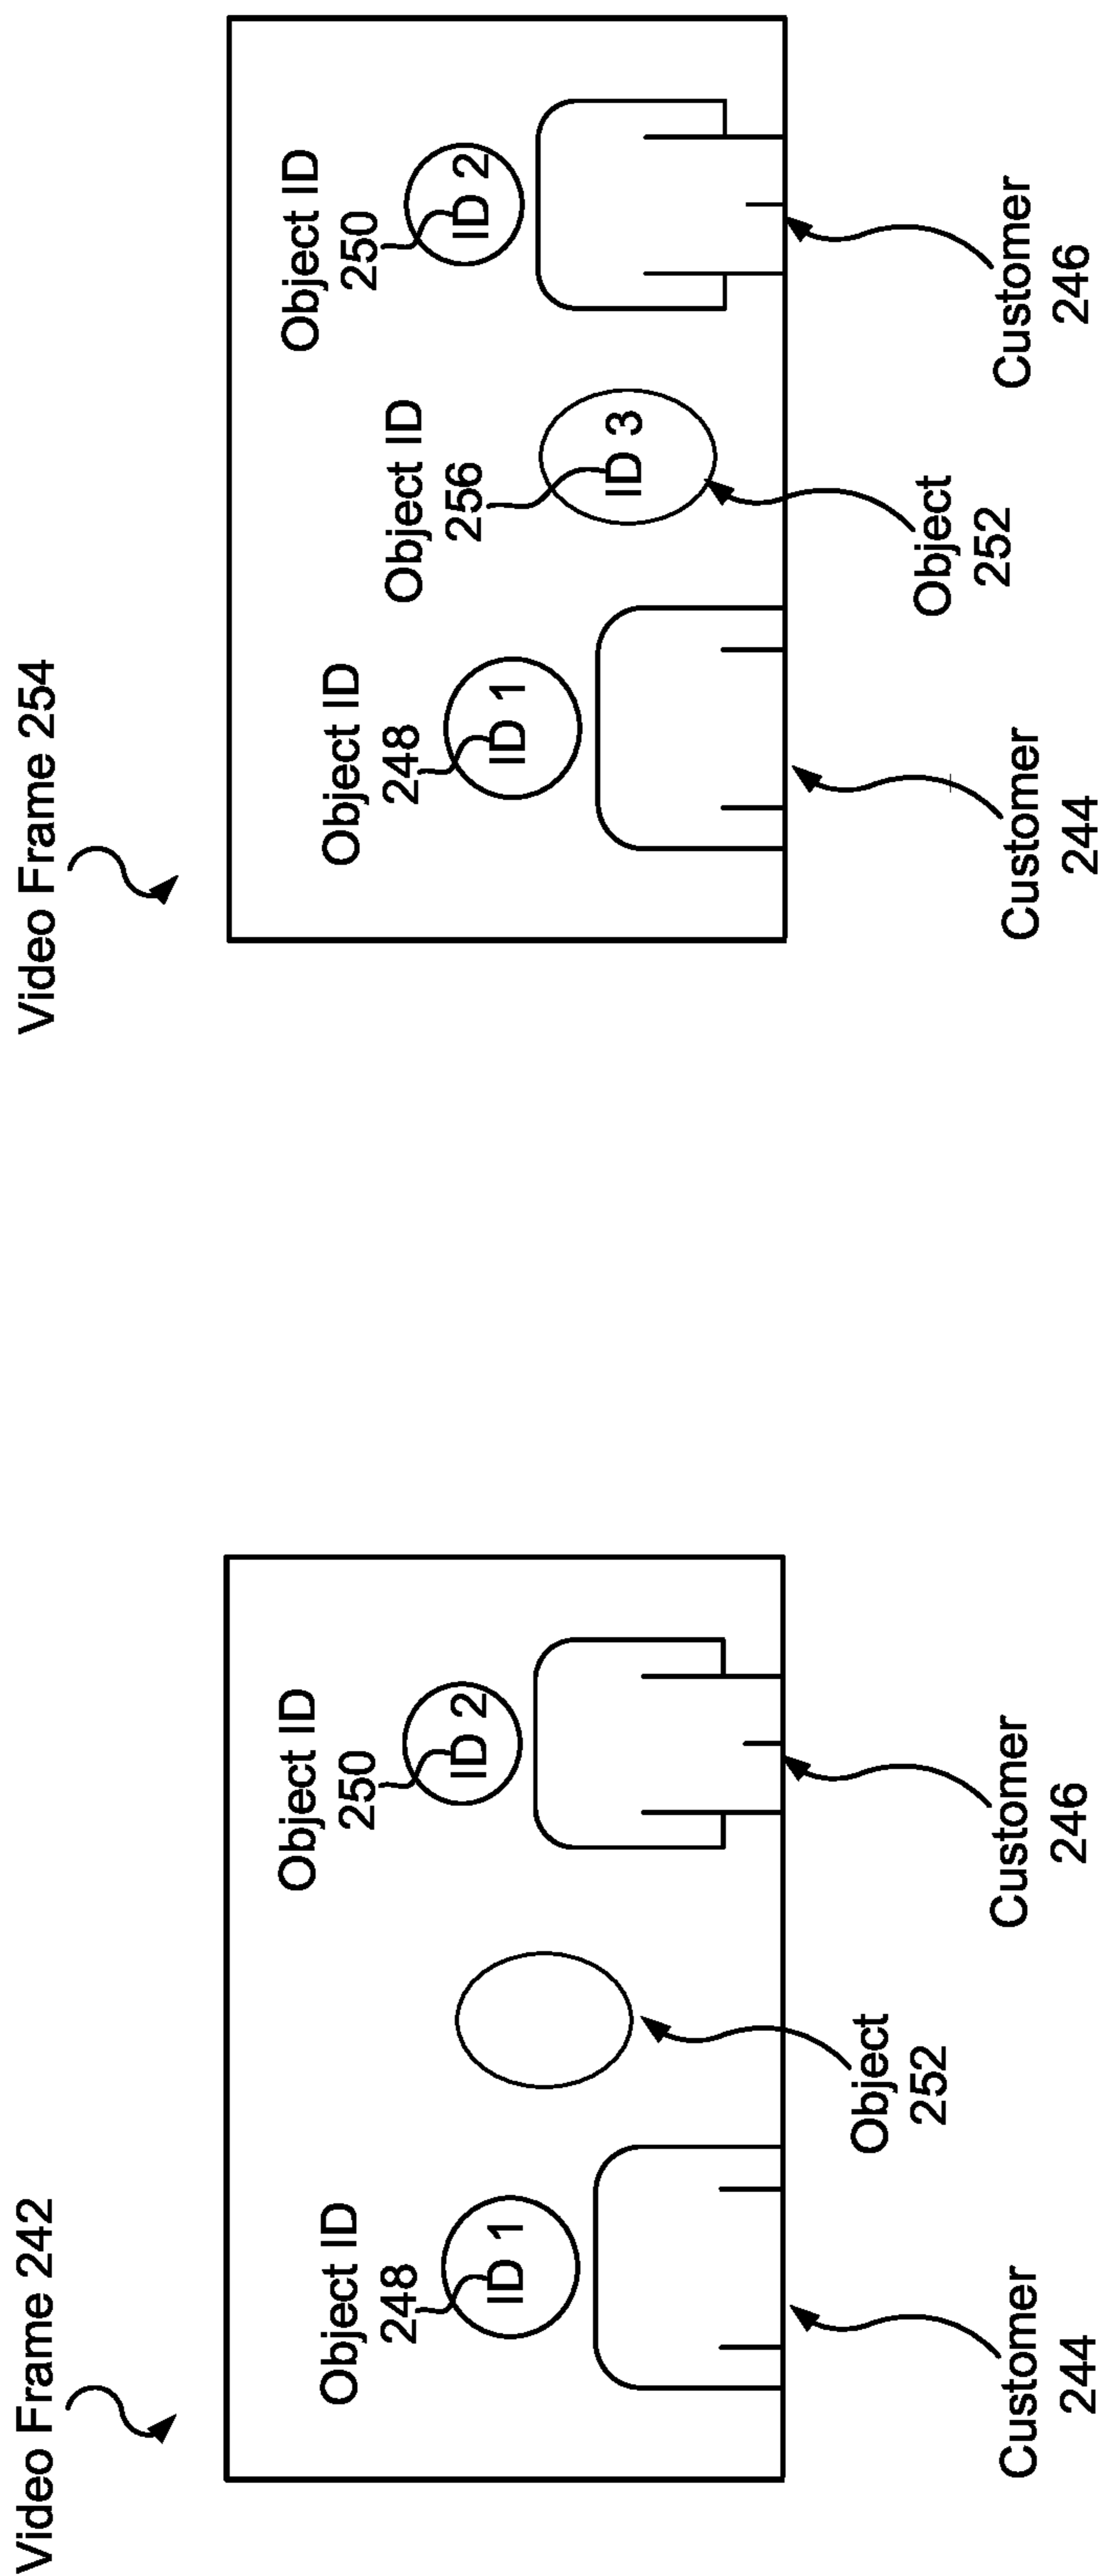 Video Frame 242
Object ID
248
ID 1
Object ID
250
ID 2
Object
252
Customer
244
Customer
246
Video Frame 254
Object ID
248
ID 1
Object ID
256
ID 3
Object ID
250
ID 2
Object
252
Customer
244
Customer
246